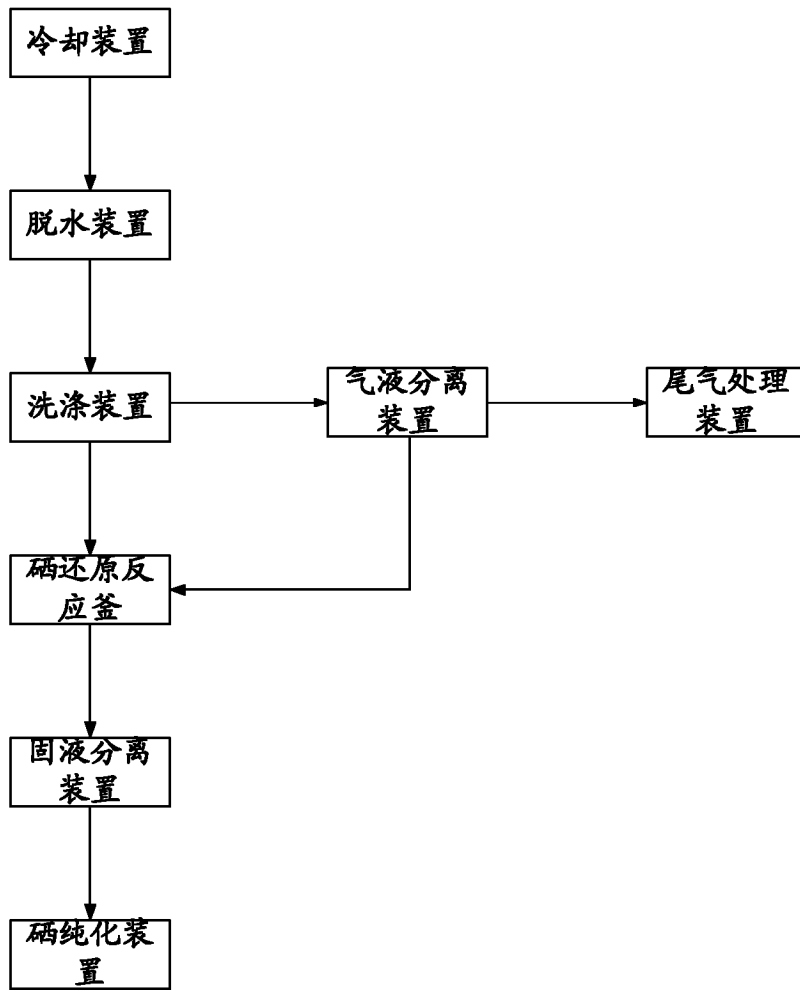 冷却装置
脱水装置
洗涤装置
气液分离
装置
尾气处理
装置
硒还原反
应釜
固液分离
装置
硒纯化装
置